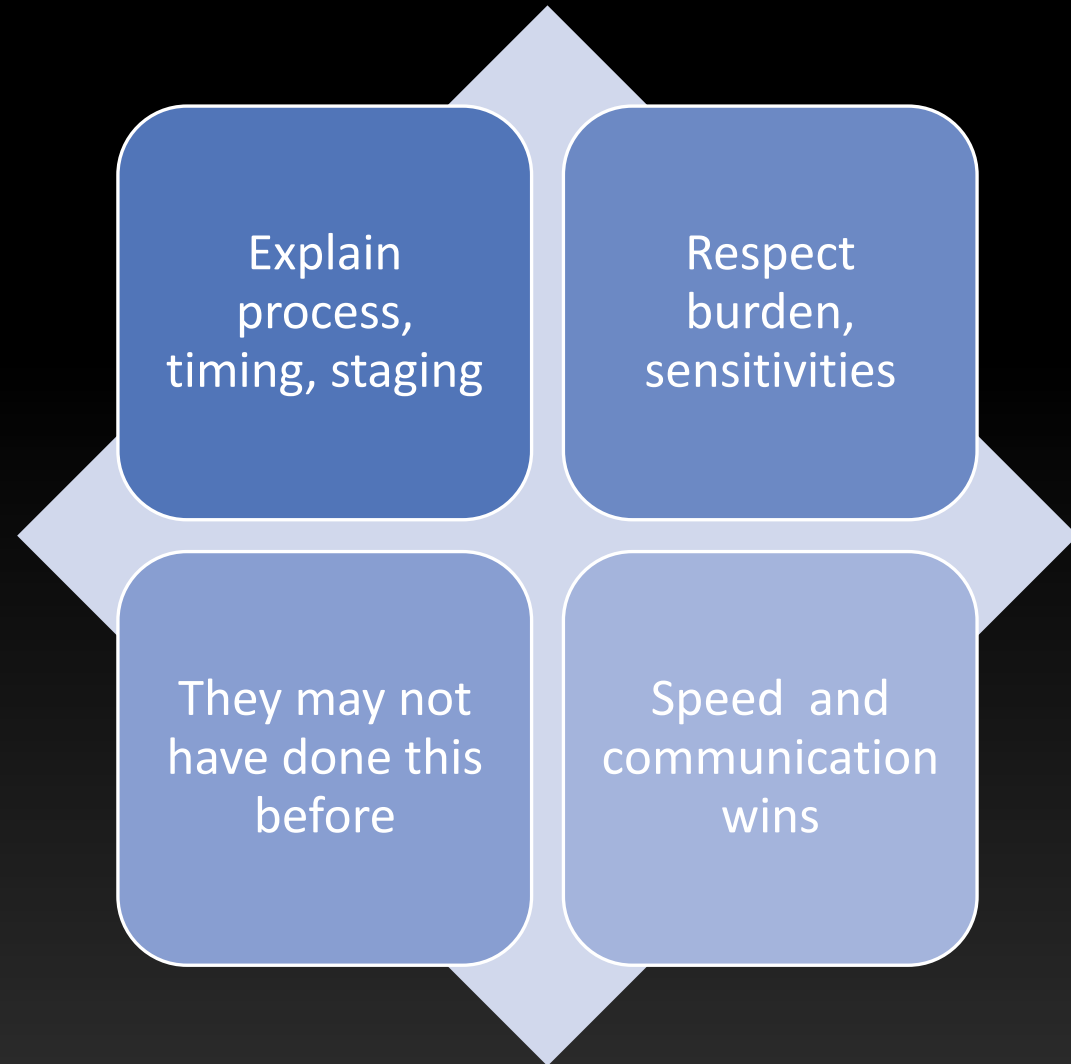 Explain
process,
timing, staging
Respect
burden,
sensitivities
They may not
have done this
before
Speed  and
communication
wins